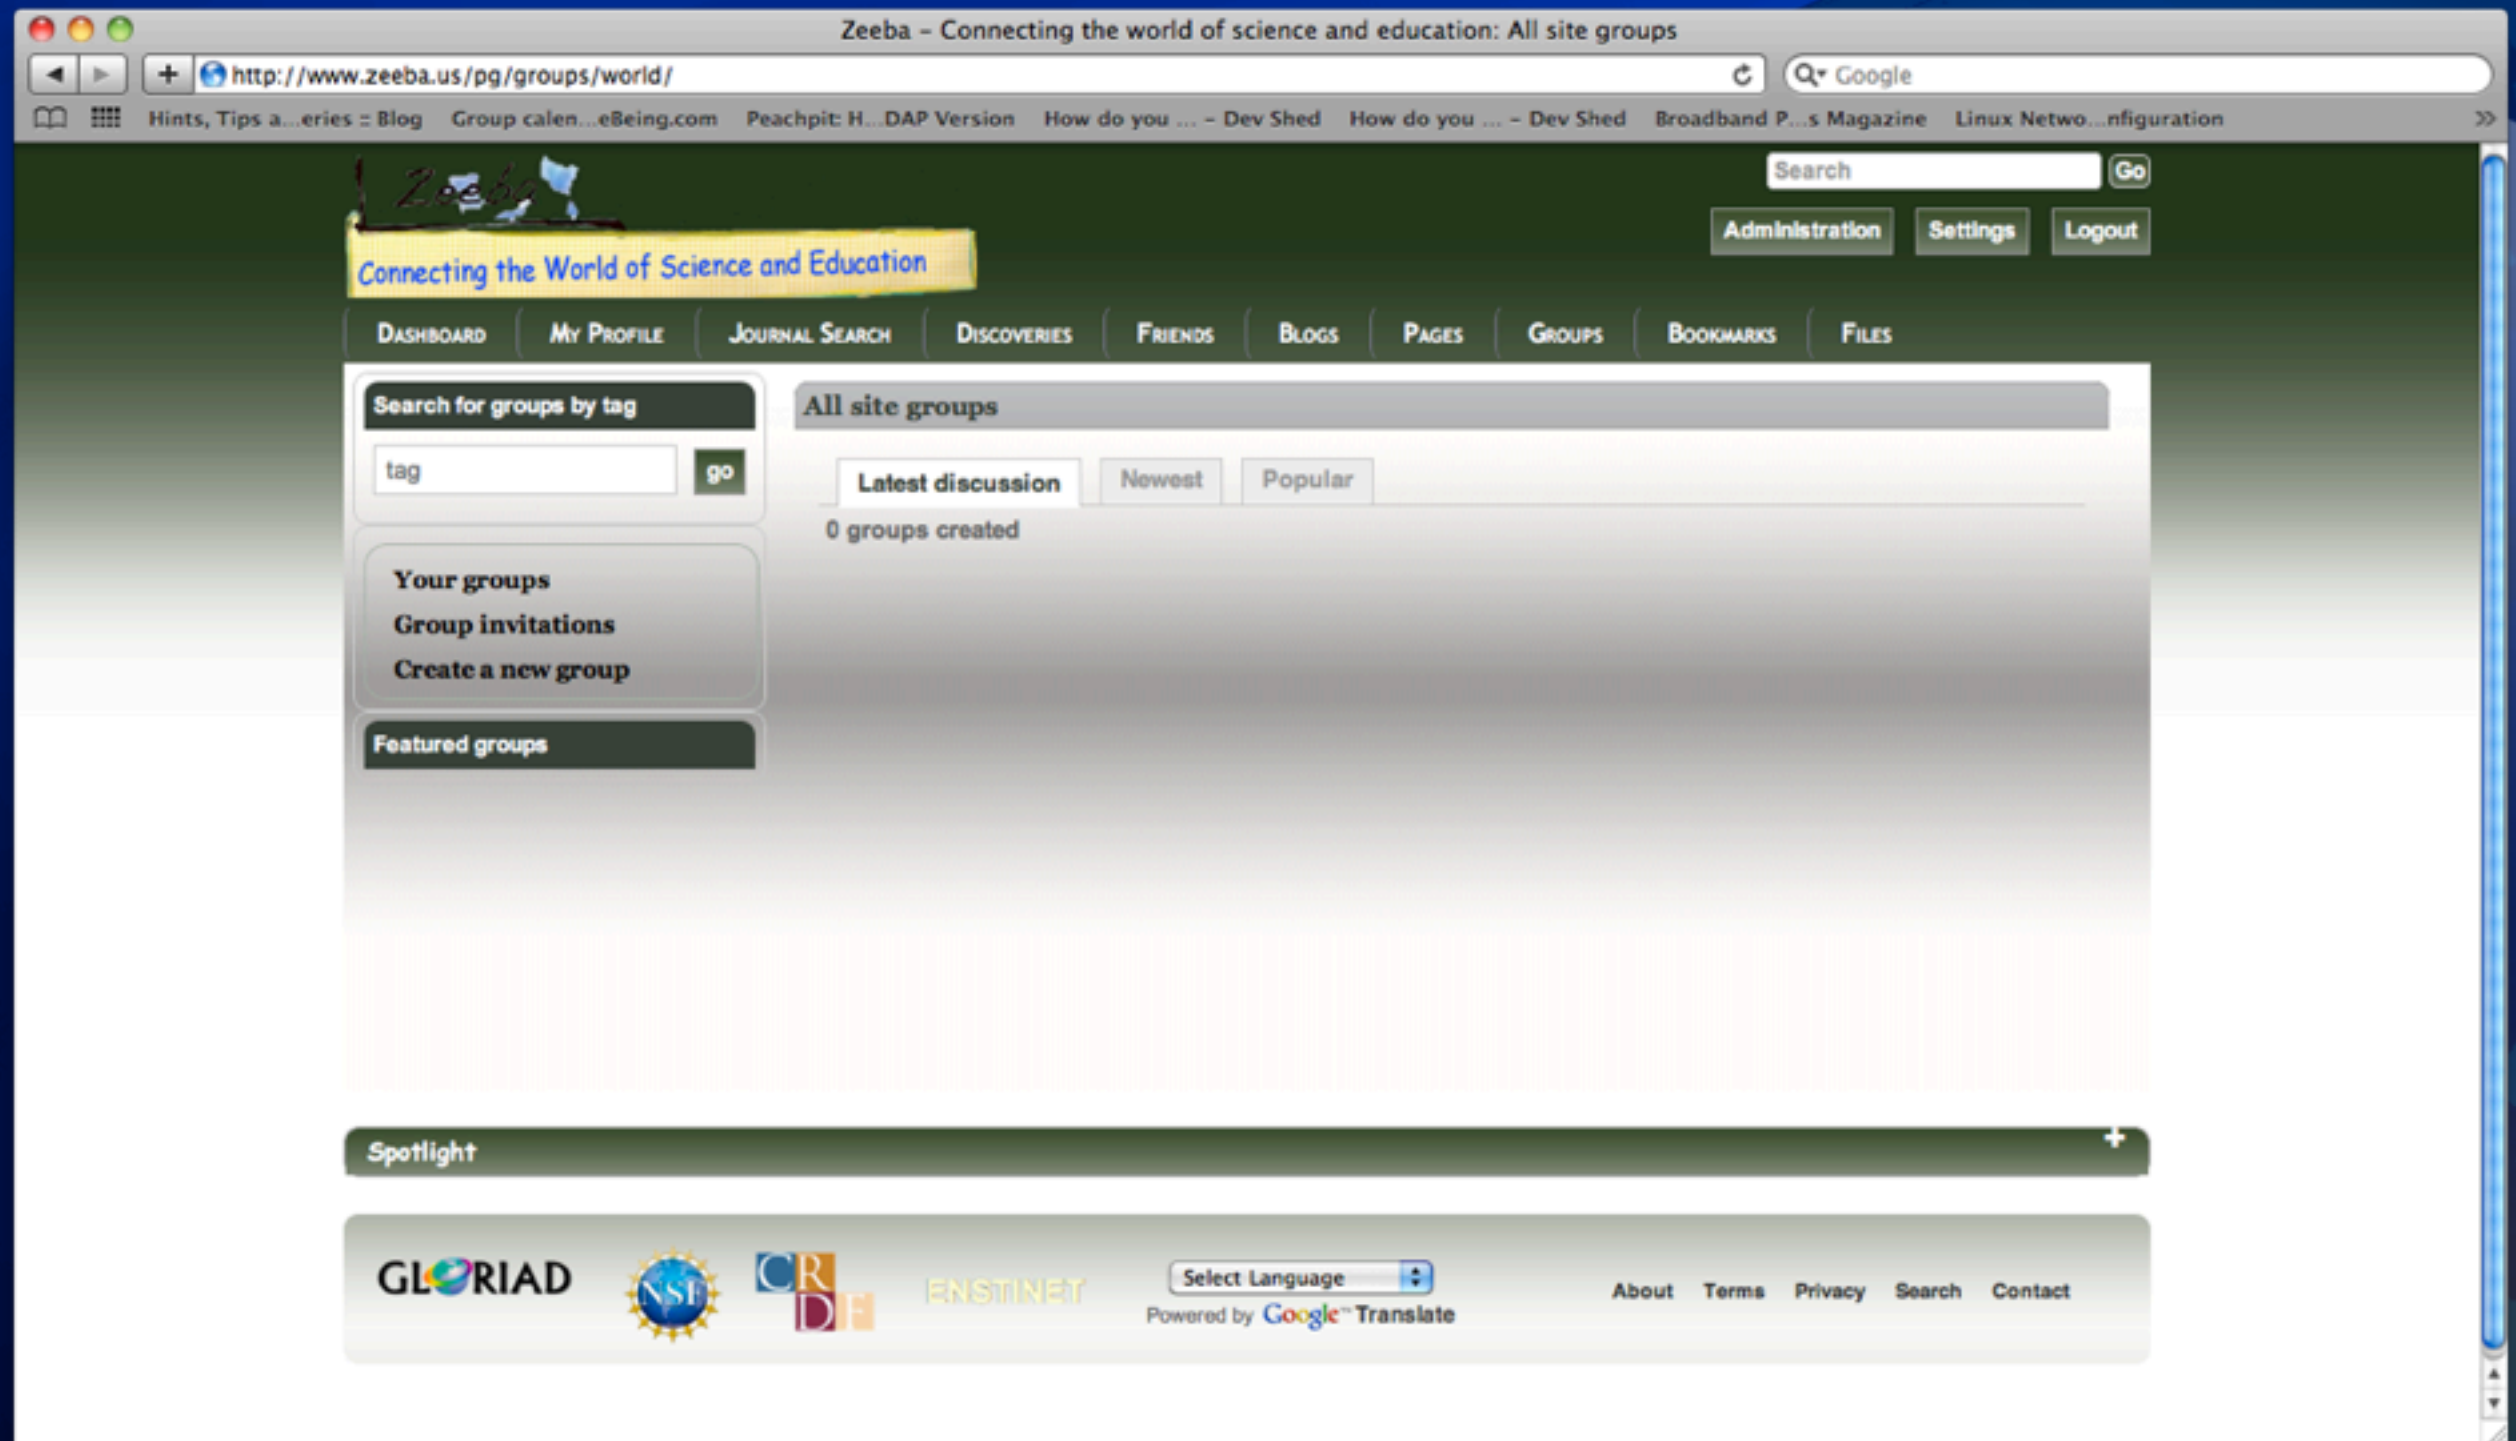 Zeeba – Connecting the world of science and education: All site groups
http://www.zeeba.us/pg/groups/world/
Google
Hints, Tips a...eries :: Blog Group calen...eBeing.com Peachpit: H...DAP Version How do you ... – Dev Shed How do you ... – Dev Shed Broadband P...s Magazine Linux Netwo...nfiguration
Zeeba
Search Go
Connecting the World of Science and Education
Administration Settings Logout
Dashboard My Profile Journal Search Discoveries Friends Blogs Pages Groups Bookmarks Files
Search for groups by tag
tag go
Your groups
Group invitations
Create a new group
Featured groups
All site groups
Latest discussion Newest Popular
0 groups created
Spotlight
GLORIAD
NSF
CRDF
ENSTINET
Select Language
Powered by Google™ Translate
About Terms Privacy Search Contact